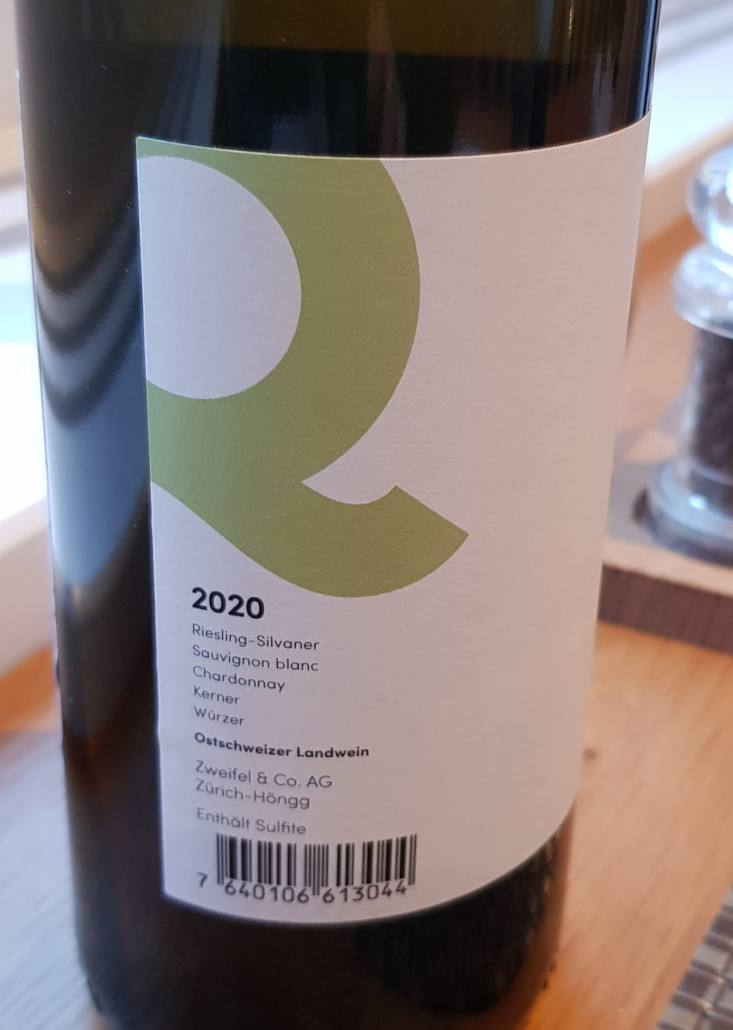 2020
Riesling-Silvaner
Sauvignon blanc
Chardonnay
Kerner
Würzer
Ostschweizer Landwein
Zweifel & Co. AG
Zürich-Höngg
Enthält Sulfite
7 640106 613044